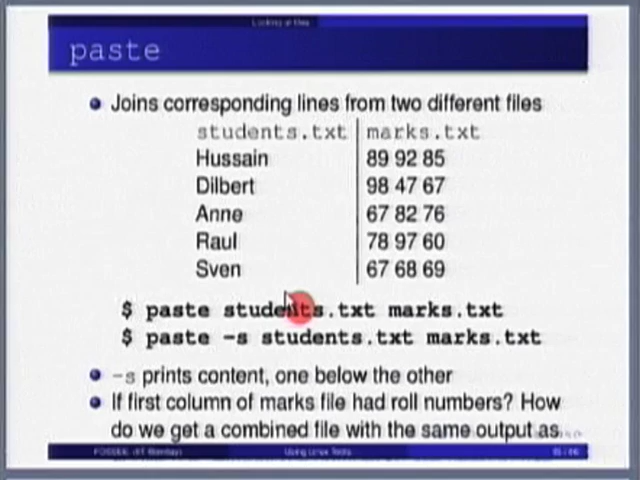 Looking at files
paste
Joins corresponding lines from two different files
students.txt marks.txt
Hussain 89 92 85
Dilbert 98 47 67
Anne 67 82 76
Raul 78 97 60
Sven 67 68 69
$ paste students.txt marks.txt
$ paste -s students.txt marks.txt
-s prints content, one below the other
If first column of marks file had roll numbers? How
do we get a combined file with the same output as
Using Linux Tools